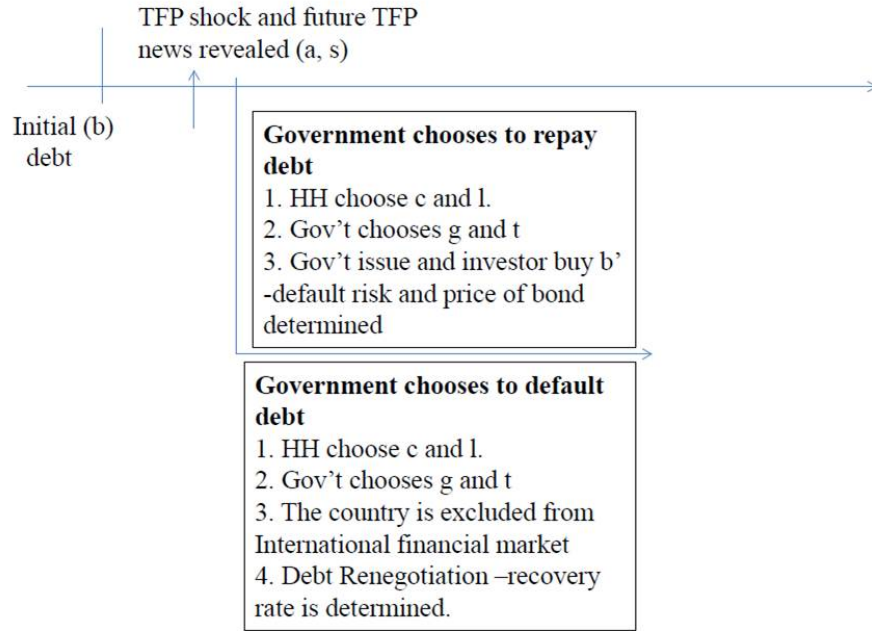 TFP shock and future TFP
news revealed (a, s)
Initial (b)
debt
Government chooses to repay
debt
1. HH choose c and l.
2. Gov’t chooses g and t
3. Gov’t issue and investor buy b’
-default risk and price of bond
determined
Government chooses to default
debt
1. HH choose c and l.
2. Gov’t chooses g and t
3. The country is excluded from
International financial market
4. Debt Renegotiation –recovery
rate is determined.